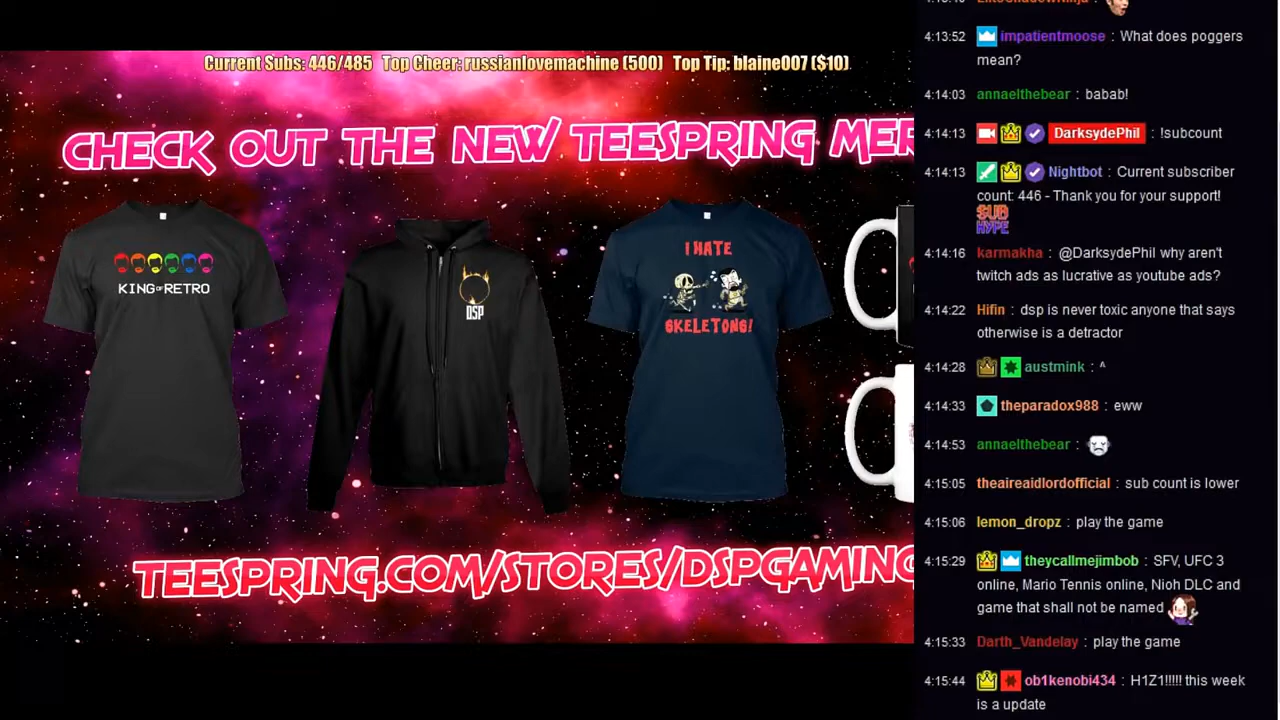 Current Subs: 446/485 Top Cheer: russianlovemachine (500) Top Tip: blaine007 ($10)
CHECK OUT THE NEW TEESPRING MER
KING OF RETRO
DSP
I HATE
SKELETONS!
TEESPRING.COM/STORES/DSPGAMING
4:13:52 impatientmoose : What does poggers
mean?
4:14:03 annaelthebear : babab!
4:14:13 DarksydePhil : !subcount
4:14:13 Nightbot : Current subscriber
count: 446 - Thank you for your support!
SUB
HYPE
4:14:16 karmakha : @DarksydePhil why aren't
twitch ads as lucrative as youtube ads?
4:14:22 Hifin : dsp is never toxic anyone that says
otherwise is a detractor
4:14:28 austmink : ^
4:14:33 theparadox988 : eww
4:14:53 annaelthebear :
4:15:05 theaireaidlordofficial : sub count is lower
4:15:06 lemon_dropz : play the game
4:15:29 theycallmejimbob : SFV, UFC 3
online, Mario Tennis online, Nioh DLC and
game that shall not be named
4:15:33 Darth_Vandelay : play the game
4:15:44 ob1kenobi434 : H1Z1!!!!! this week
is a update